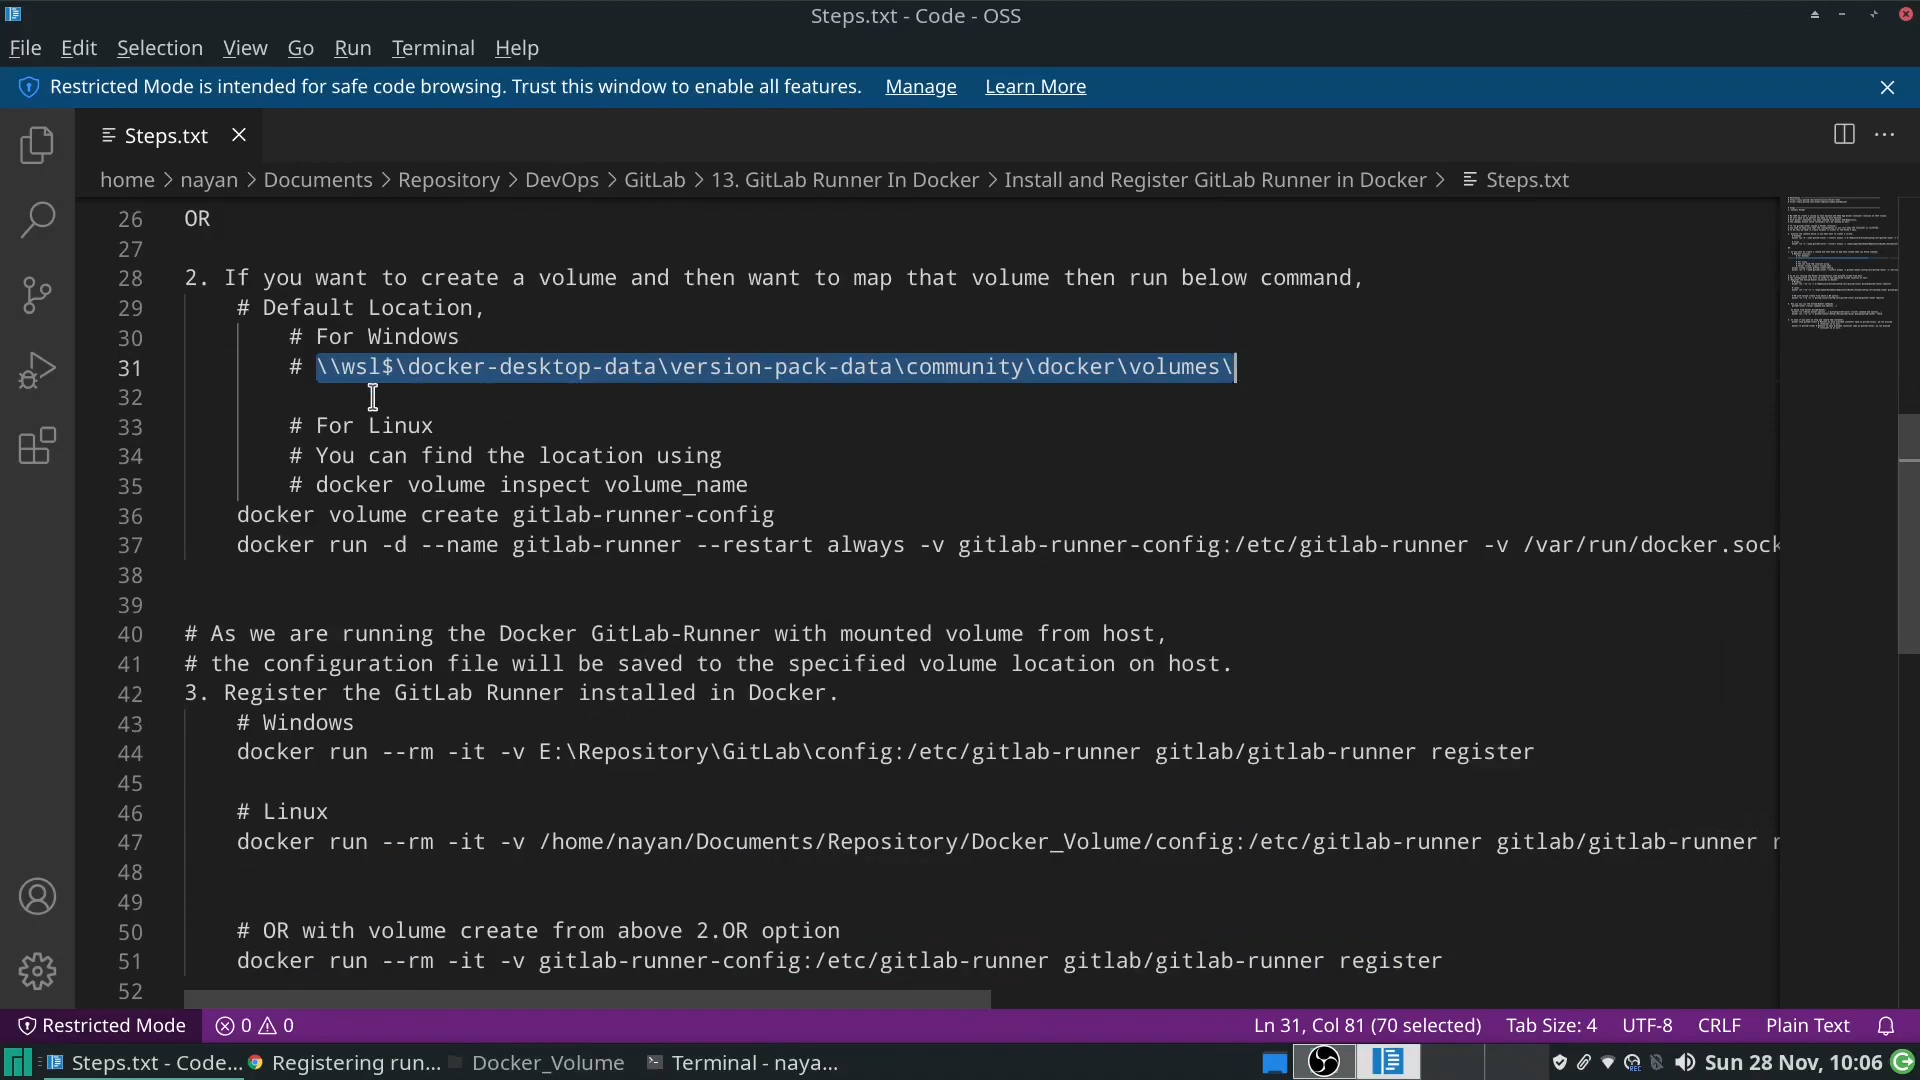 Steps.txt - Code - OSS
File Edit Selection View Go Run Terminal Help
Restricted Mode is intended for safe code browsing. Trust this window to enable all features. Manage Learn More
Steps.txt
home > nayan > Documents > Repository > DevOps > GitLab > 13. GitLab Runner In Docker > Install and Register GitLab Runner in Docker > Steps.txt
26 OR
27
28 2. If you want to create a volume and then want to map that volume then run below command,
29 # Default Location,
30 # For Windows
31 # \\wsl$\docker-desktop-data\version-pack-data\community\docker\volumes\
32
33 # For Linux
34 # You can find the location using
35 # docker volume inspect volume_name
36 docker volume create gitlab-runner-config
37 docker run -d --name gitlab-runner --restart always -v gitlab-runner-config:/etc/gitlab-runner -v /var/run/docker.sock
38
39
40 # As we are running the Docker GitLab-Runner with mounted volume from host,
41 # the configuration file will be saved to the specified volume location on host.
42 3. Register the GitLab Runner installed in Docker.
43 # Windows
44 docker run --rm -it -v E:\Repository\GitLab\config:/etc/gitlab-runner gitlab/gitlab-runner register
45
46 # Linux
47 docker run --rm -it -v /home/nayan/Documents/Repository/Docker_Volume/config:/etc/gitlab-runner gitlab/gitlab-runner r
48
49
50 # OR with volume create from above 2.OR option
51 docker run --rm -it -v gitlab-runner-config:/etc/gitlab-runner gitlab/gitlab-runner register
52
Restricted Mode 0 0 Ln 31, Col 81 (70 selected) Tab Size: 4 UTF-8 CRLF Plain Text
Steps.txt - Code... Registering run... Docker_Volume Terminal - naya... Sun 28 Nov, 10:06